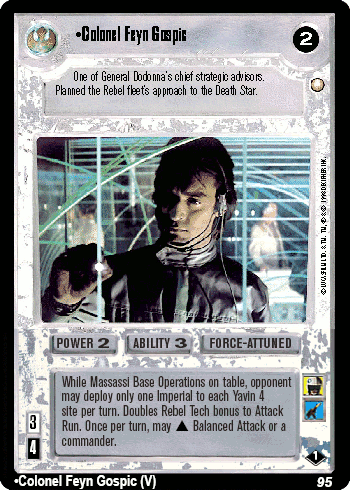 •Colonel Feyn Gospic
2
One of General Dodonna's chief strategic advisors.
Planned the Rebel fleet's approach to the Death Star.
POWER 2
ABILITY 3
FORCE-ATTUNED
While Massassi Base Operations on table, opponent
may deploy only one Imperial to each Yavin 4
site per turn. Doubles Rebel Tech bonus to Attack
Run. Once per turn, may ▲ Balanced Attack or a
commander.
3
4
1
•Colonel Feyn Gospic (V)
95